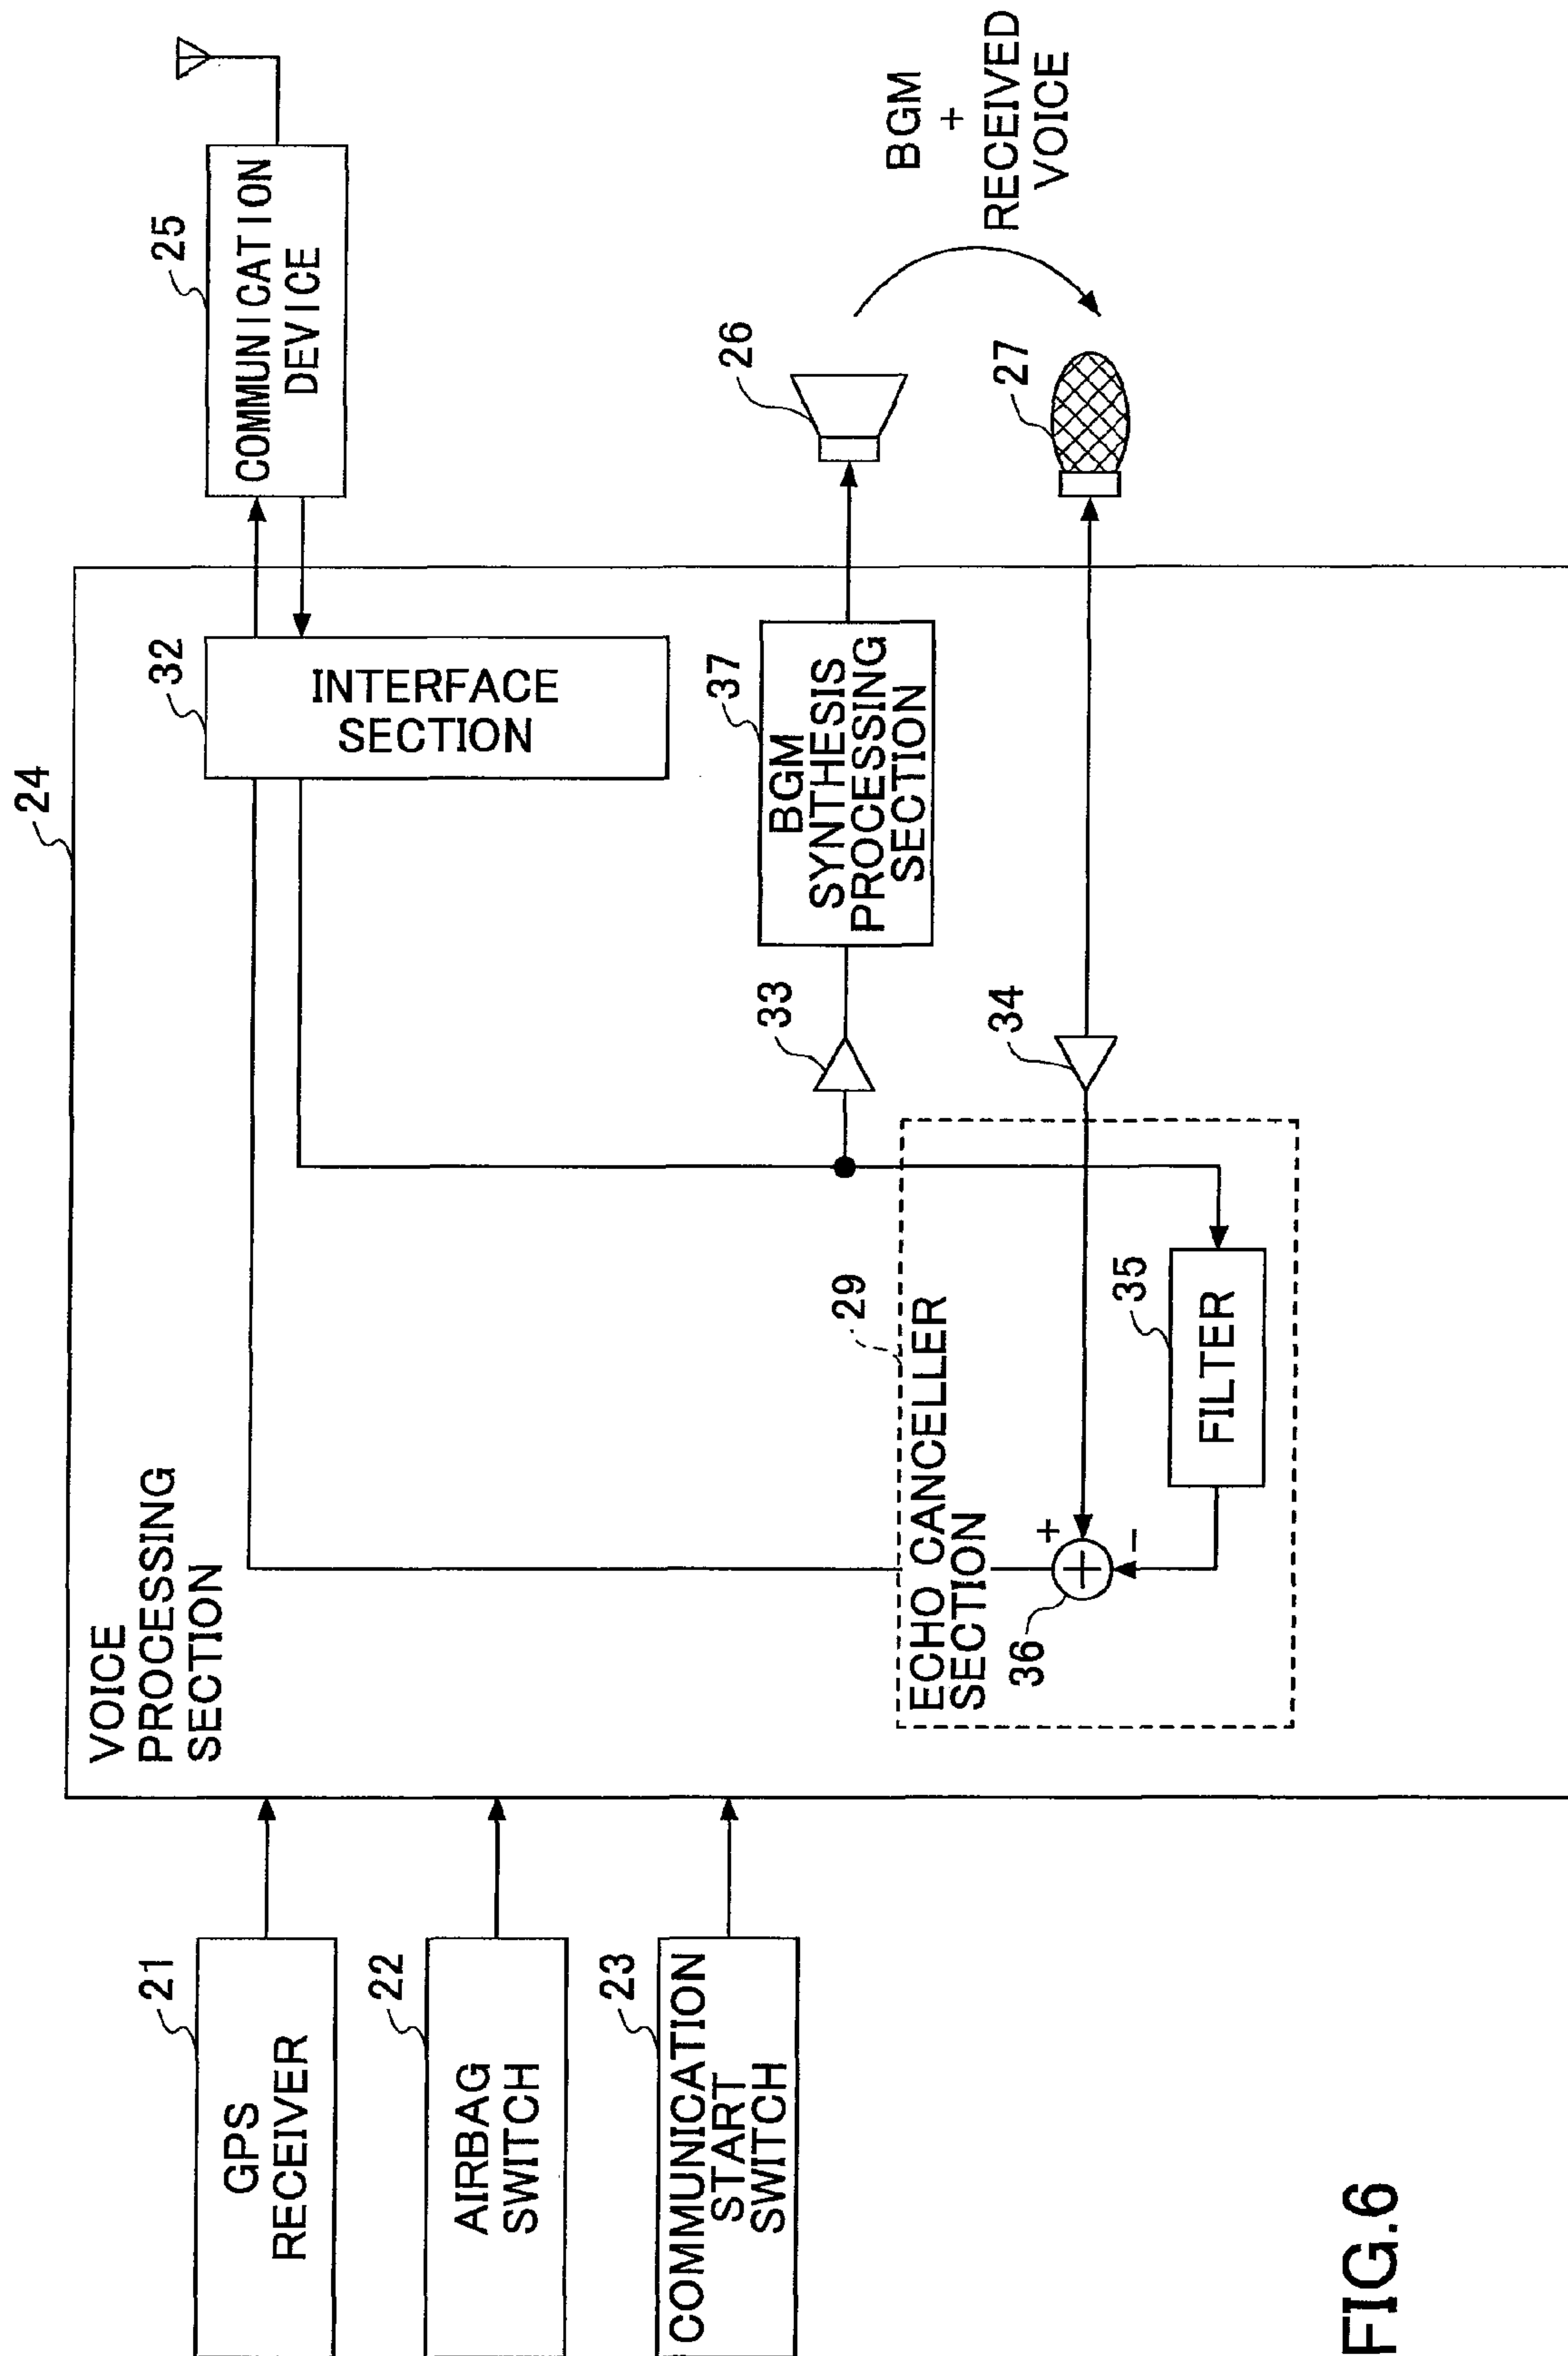 24
VOICE
PROCESSING
SECTION
21
GPS
RECEIVER
22
AIRBAG
SWITCH
23
COMMUNICATION
START
SWITCH
32
INTERFACE
SECTION
25
COMMUNICATION
DEVICE
33
37
BGM
SYNTHESIS
PROCESSING
SECTION
26
BGM
+
RECEIVED
VOICE
29
ECHO CANCELLER
SECTION
34
27
36
+
+
−
35
FILTER
FIG.6